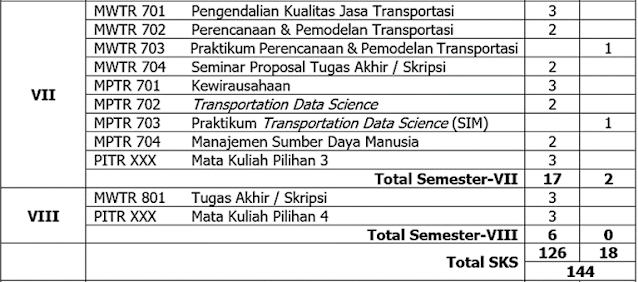 MWTR 701 Pengendalian Kualitas Jasa Transportasi 3
MWTR 702 Perencanaan & Pemodelan Transportasi 2
MWTR 703 Praktikum Perencanaan & Pemodelan Transportasi 1
MWTR 704 Seminar Proposal Tugas Akhir / Skripsi 2
VII MPTR 701 Kewirausahaan 3
MPTR 702 Transportation Data Science 2
MPTR 703 Praktikum Transportation Data Science (SIM) 1
MPTR 704 Manajemen Sumber Daya Manusia 2
PITR XXX Mata Kuliah Pilihan 3 3
Total Semester-VII 17 2
MWTR 801 Tugas Akhir / Skripsi 3
VIII PITR XXX Mata Kuliah Pilihan 4 3
Total Semester-VIII 6 0
Total SKS 126 18
144